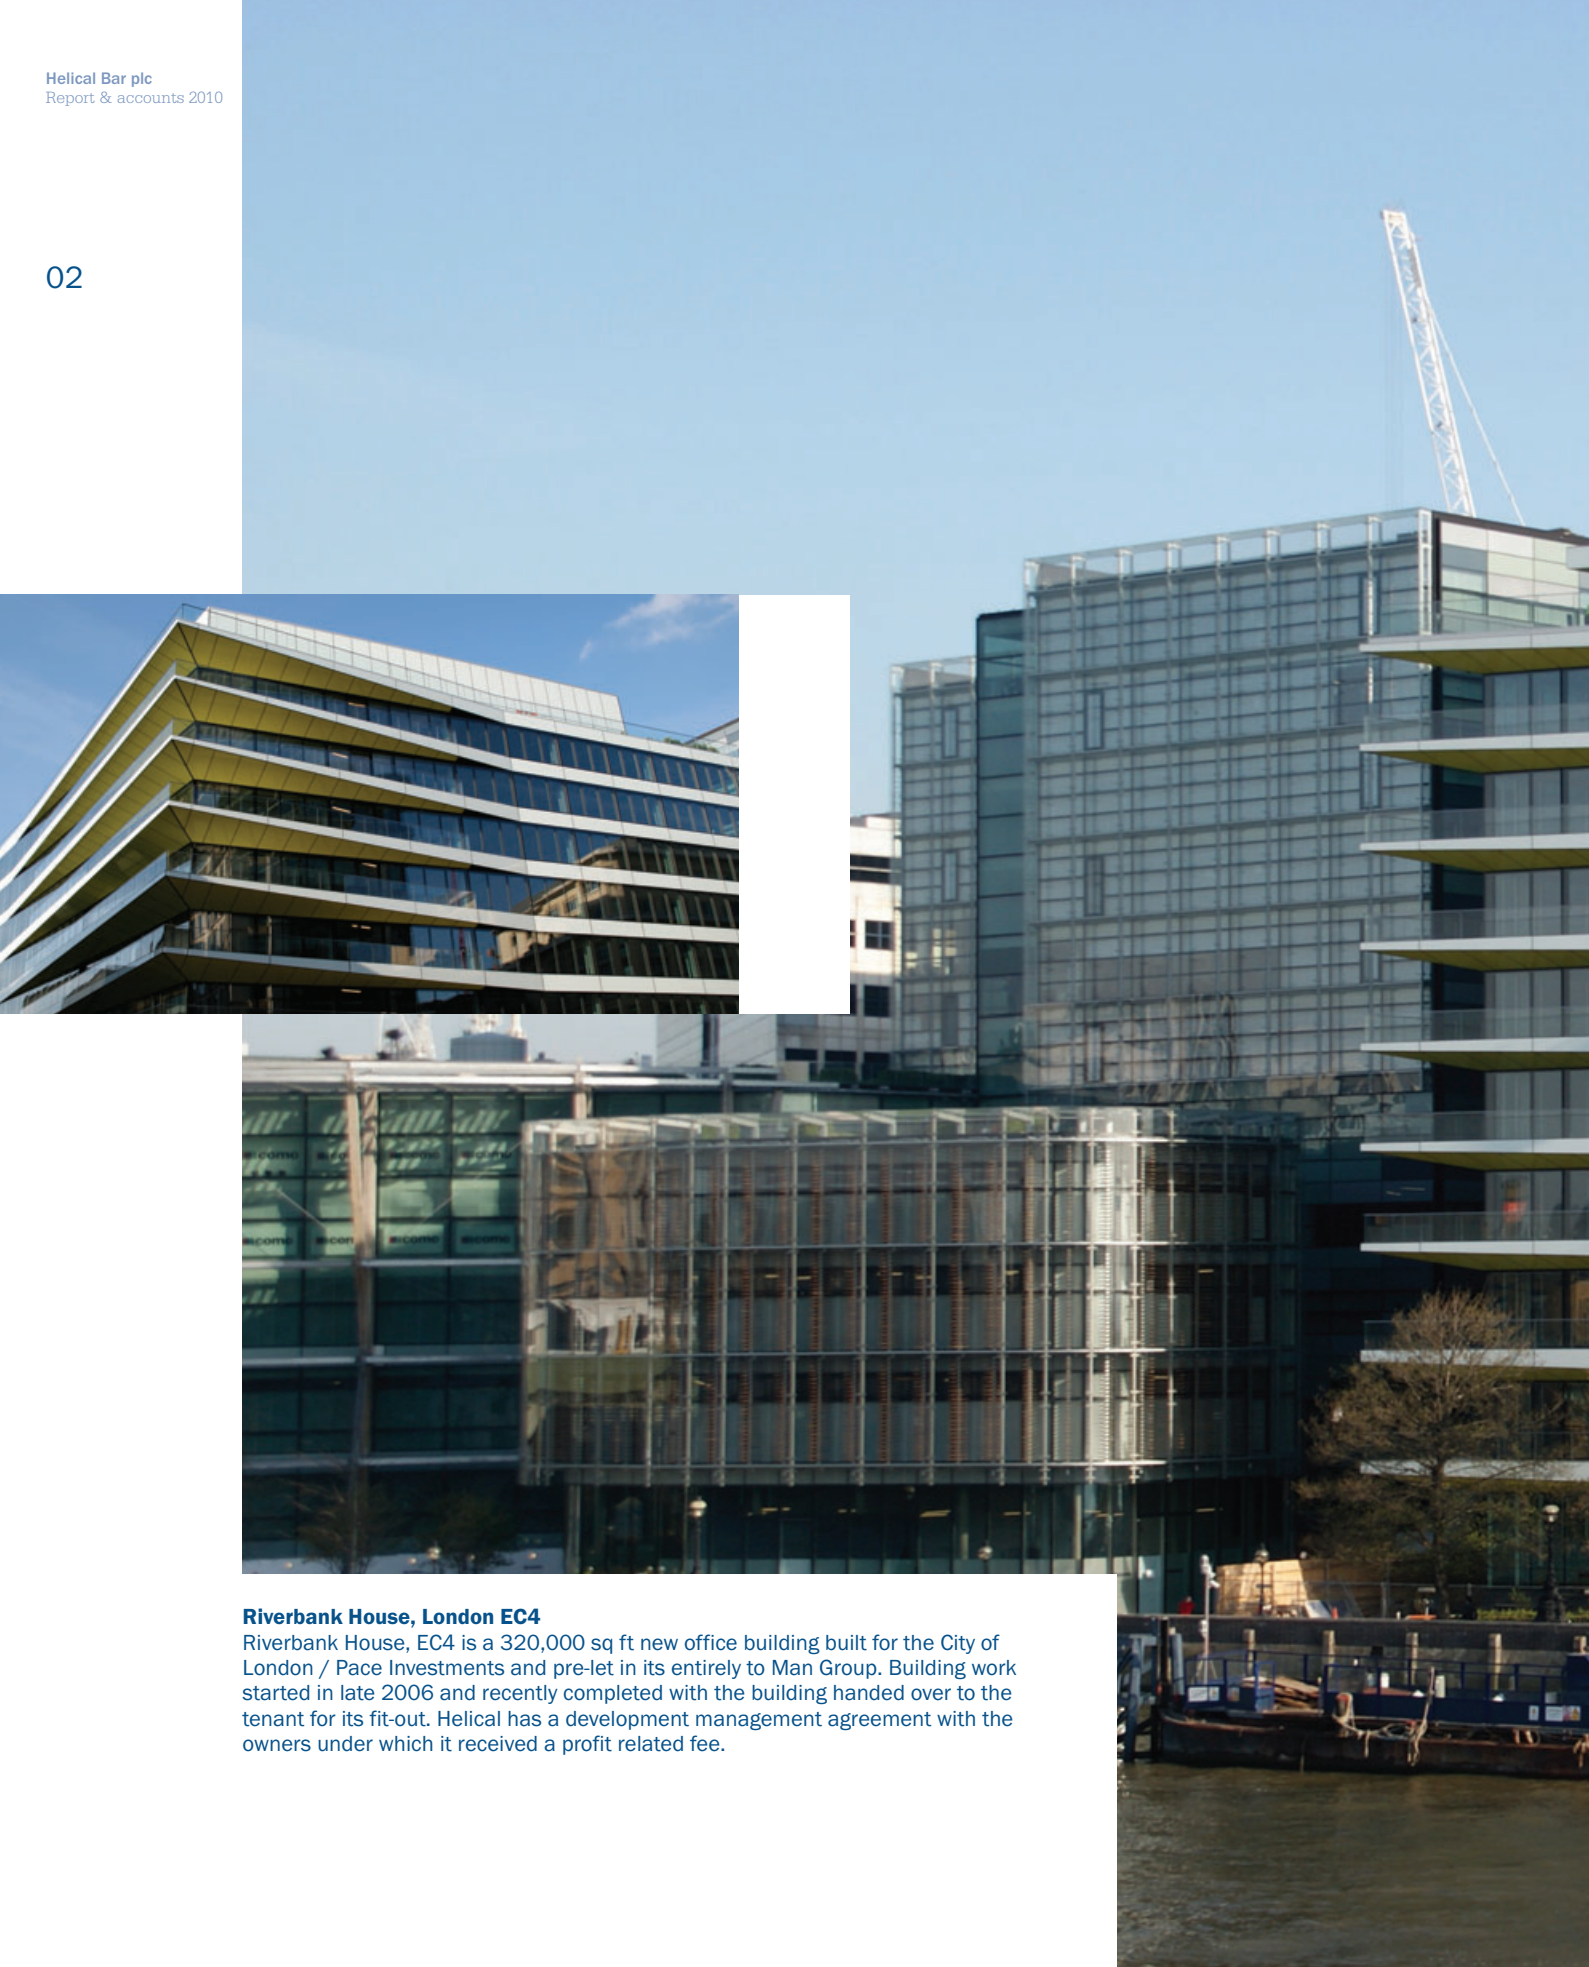 Helical Bar plc
Report & accounts 2010
02
Riverbank House, London EC4
Riverbank House, EC4 is a 320,000 sq ft new office building built for the City of
London / Pace Investments and pre-let in its entirely to Man Group. Building work
started in late 2006 and recently completed with the building handed over to the
tenant for its fit-out. Helical has a development management agreement with the
owners under which it received a profit related fee.